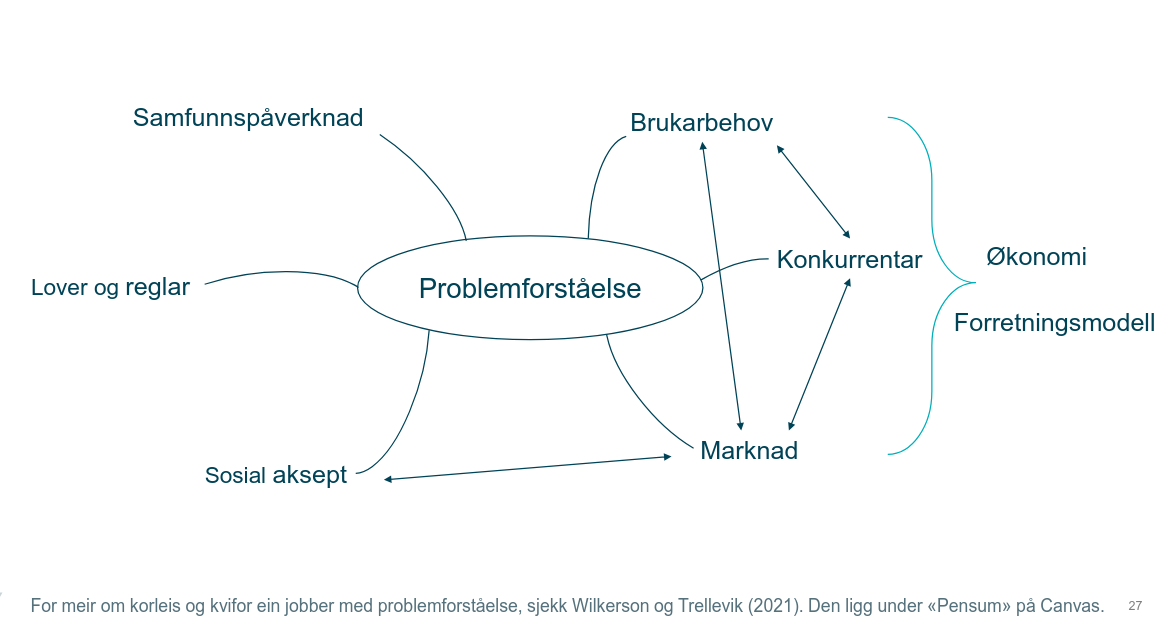 Samfunnspåverknad
Brukarbehov
Konkurrentar
Økonomi
Lover og reglar
Problemforståelse
Forretningsmodell
Marknad
Sosial aksept
For meir om korleis og kvifor ein jobber med problemforståelse, sjekk Wilkerson og Trellevik (2021). Den ligg under «Pensum» på Canvas.
27